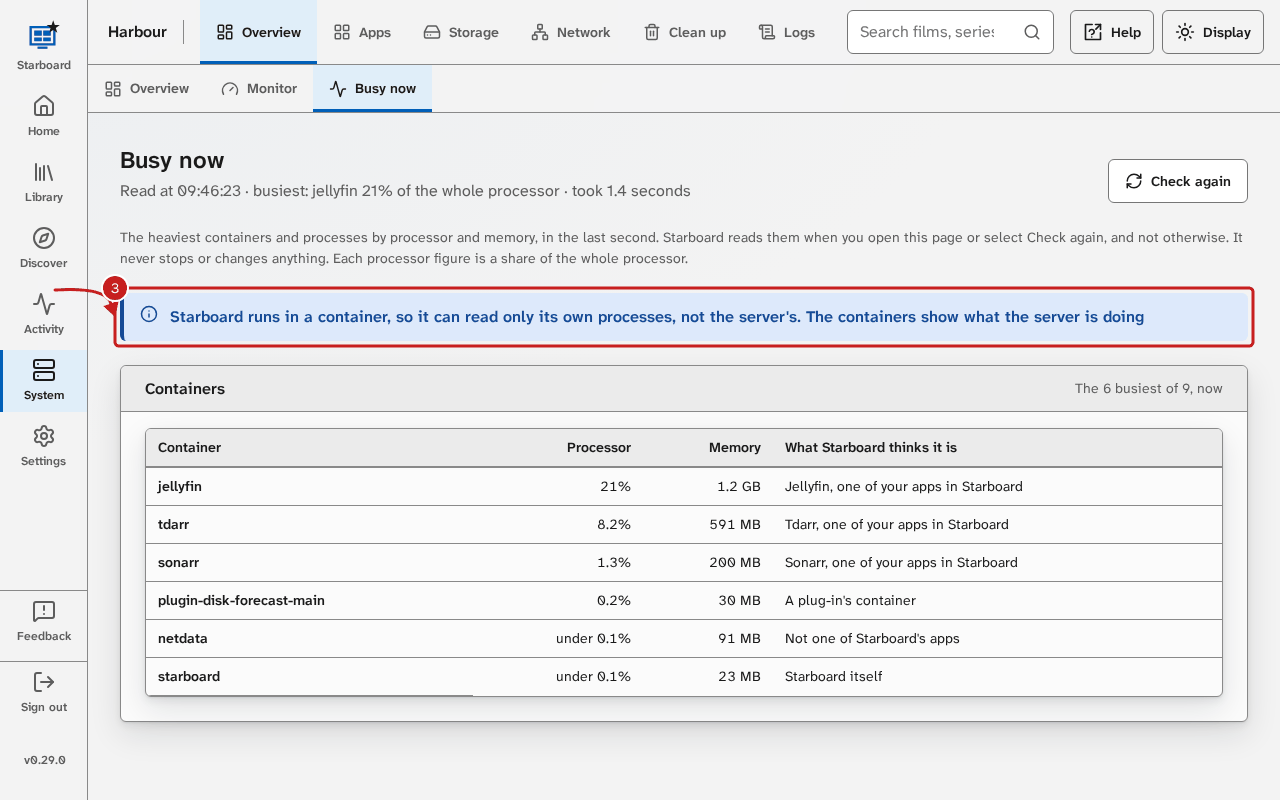 Starboard
Home
Library
Discover
Activity
System
Settings
Feedback
Sign out
v0.29.0
Harbour
Overview
Apps
Storage
Network
Clean up
Logs
Search films, series
Help
Display
Overview
Monitor
Busy now
Busy now
Read at 09:46:23 · busiest: jellyfin 21% of the whole processor · took 1.4 seconds
Check again
The heaviest containers and processes by processor and memory, in the last second. Starboard reads them when you open this page or select Check again, and not otherwise. It
never stops or changes anything. Each processor figure is a share of the whole processor.
3
Starboard runs in a container, so it can read only its own processes, not the server's. The containers show what the server is doing
Containers
The 6 busiest of 9, now
Container Processor Memory What Starboard thinks it is
jellyfin 21% 1.2 GB Jellyfin, one of your apps in Starboard
tdarr 8.2% 591 MB Tdarr, one of your apps in Starboard
sonarr 1.3% 200 MB Sonarr, one of your apps in Starboard
plugin-disk-forecast-main 0.2% 30 MB A plug-in's container
netdata under 0.1% 91 MB Not one of Starboard's apps
starboard under 0.1% 23 MB Starboard itself